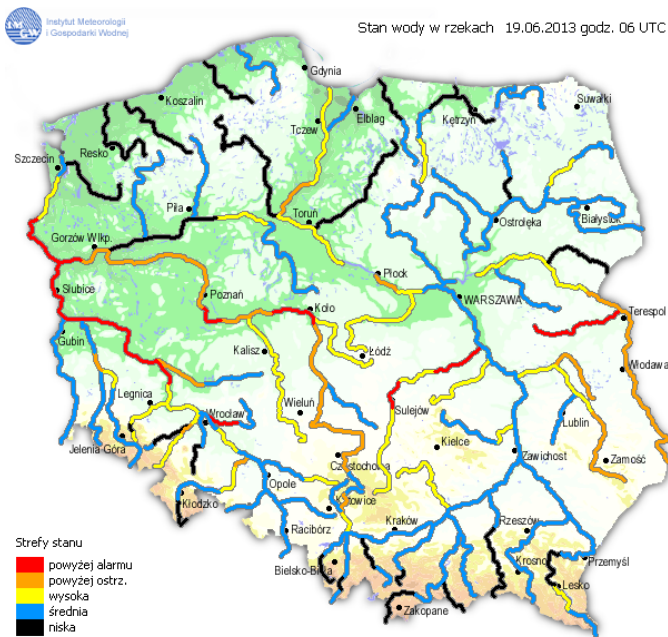 IMGW
Instytut Meteorologii
i Gospodarki Wodnej
Stan wody w rzekach 19.06.2013 godz. 06 UTC
Gdynia
Koszalin
Suwałki
Tczew
Elbląg
Kętrzyn
Resko
Szczecin
Piła
Toruń
Ostrołęka
Białystok
Gorzów Wlkp.
Płock
Słubice
Poznań
Koło
WARSZAWA
Terespol
Gubin
Kalisz
Łódź
Włodawa
Legnica
Wieluń
Sulejów
Lublin
Wrocław
Jelenia Góra
Kielce
Zawichost
Zamość
Częstochowa
Opole
Kłodzko
Katowice
Racibórz
Kraków
Rzeszów
Bielsko-Biała
Krosno
Przemyśl
Lesko
Zakopane
Strefy stanu
powyżej alarmu
powyżej ostrz.
wysoka
średnia
niska